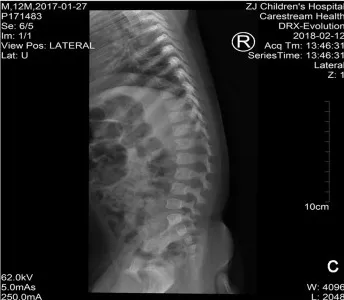 M,12M,2017-01-27
P171483
Se: 6/5
Im: 1/1
View Pos: LATERAL
Lat: U
ZJ Children's Hospital
Carestream Health
DRX-Evolution
2018-02-12
Acq Tm: 13:46:31
SeriesTime: 13:46:31
Lateral
Z: 1
R
10cm
C
62.0kV
5.0mAs
250.0mA
W: 4096
L: 2048